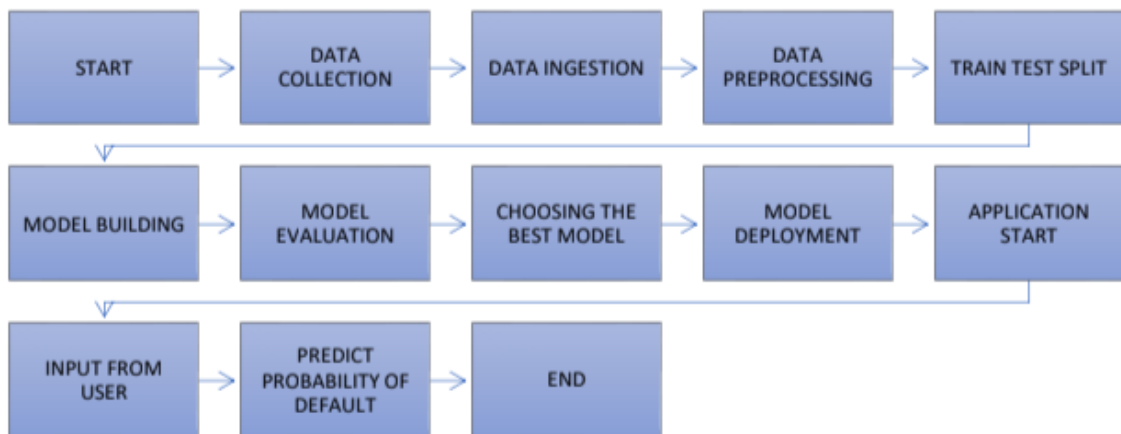 START
DATA
COLLECTION
DATA INGESTION
DATA
PREPROCESSING
TRAIN TEST SPLIT
MODEL BUILDING
MODEL
EVALUATION
CHOOSING THE
BEST MODEL
MODEL
DEPLOYMENT
APPLICATION
START
INPUT FROM
USER
PREDICT
PROBABILITY OF
DEFAULT
END